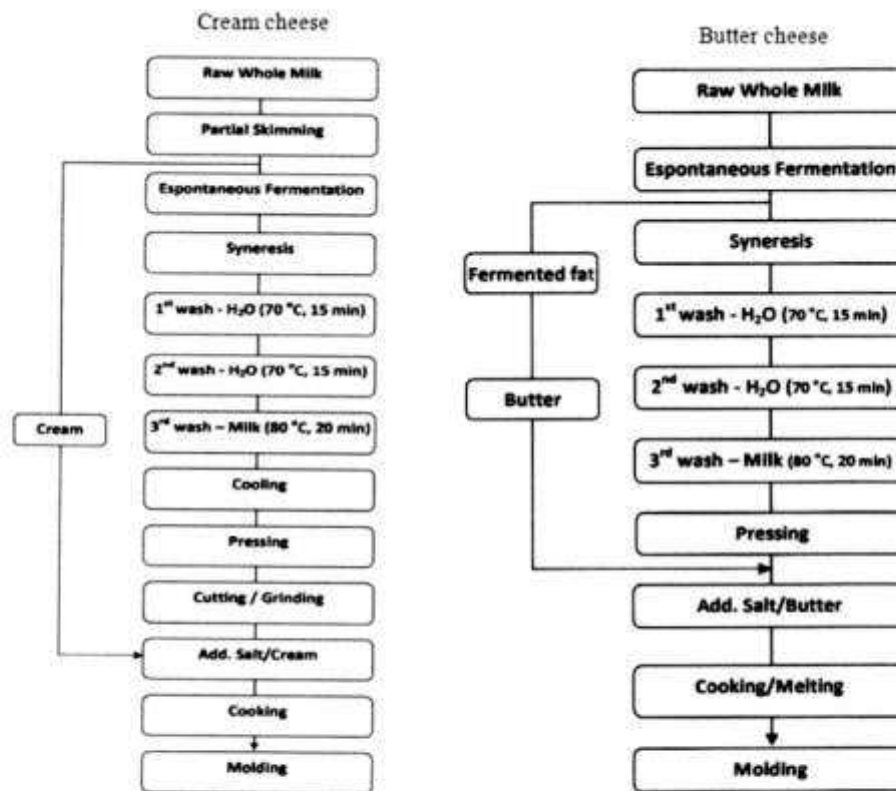 Cream cheese
Raw Whole Milk
Partial Skimming
Espontaneous Fermentation
Syneresis
1st wash - H₂O (70 °C, 15 min)
2nd wash - H₂O (70 °C, 15 min)
3rd wash – Milk (80 °C, 20 min)
Cream
Cooling
Pressing
Cutting / Grinding
Add. Salt/Cream
Cooking
Molding
Butter cheese
Raw Whole Milk
Espontaneous Fermentation
Syneresis
Fermented fat
1st wash - H₂O (70 °C, 15 min)
2nd wash - H₂O (70 °C, 15 min)
Butter
3rd wash – Milk (80 °C, 20 min)
Pressing
Add. Salt/Butter
Cooking/Melting
Molding